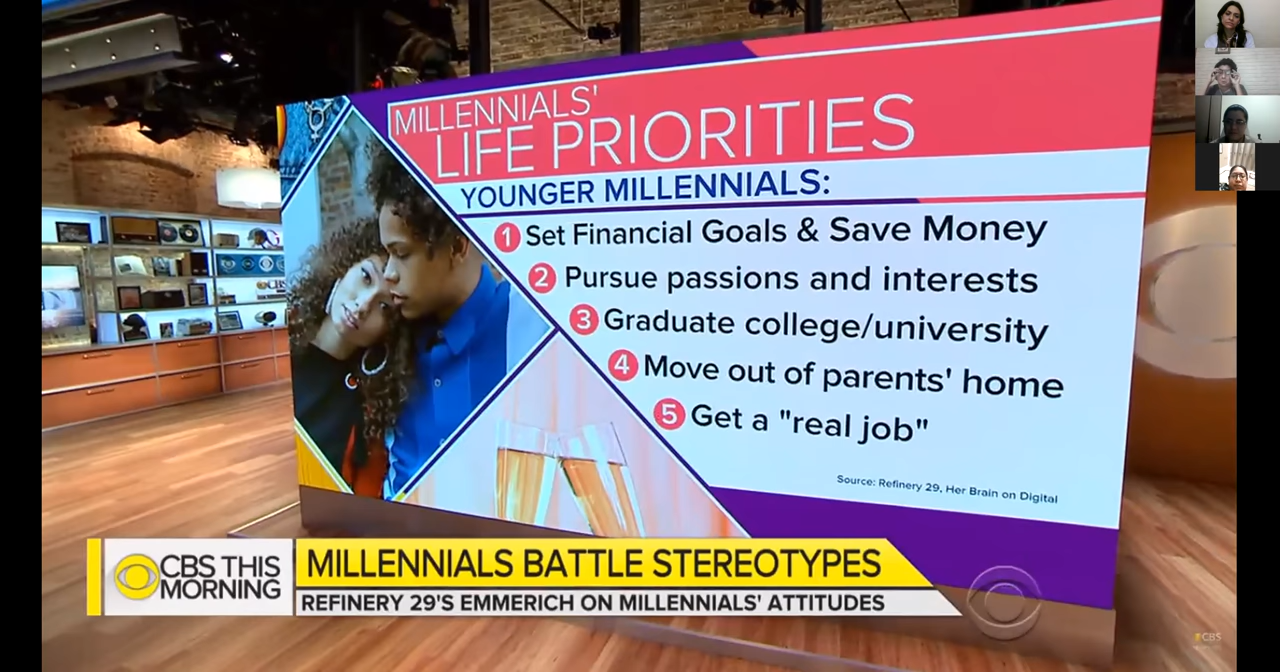 MILLENNIALS'
LIFE PRIORITIES
YOUNGER MILLENNIALS:
1 Set Financial Goals & Save Money
2 Pursue passions and interests
3 Graduate college/university
4 Move out of parents' home
5 Get a "real job"
Source: Refinery 29, Her Brain on Digital
CBS THIS
MORNING
MILLENNIALS BATTLE STEREOTYPES
REFINERY 29'S EMMERICH ON MILLENNIALS' ATTITUDES
CBS
CBS